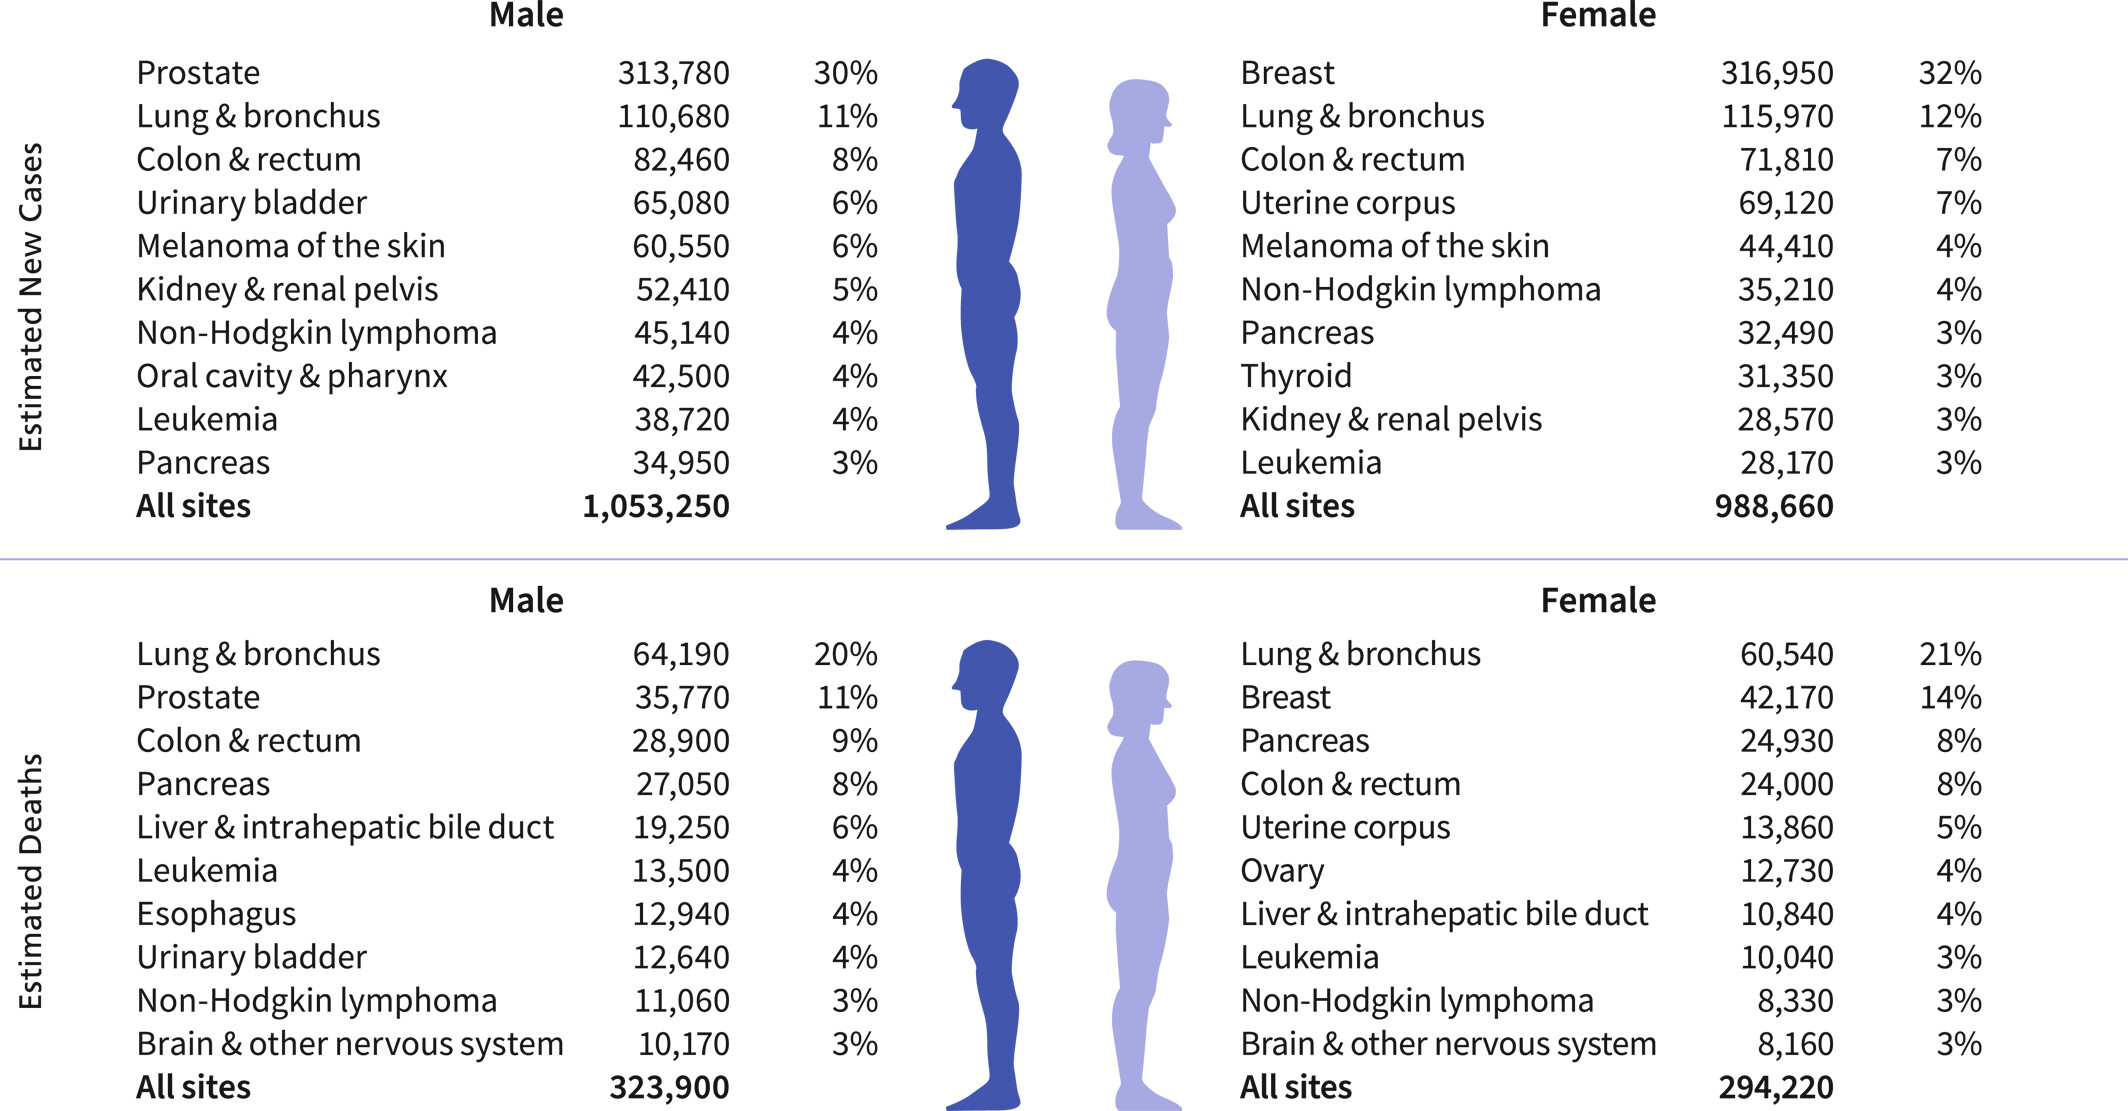 Male
Estimated New Cases
Prostate 313,780 30%
Lung & bronchus 110,680 11%
Colon & rectum 82,460 8%
Urinary bladder 65,080 6%
Melanoma of the skin 60,550 6%
Kidney & renal pelvis 52,410 5%
Non-Hodgkin lymphoma 45,140 4%
Oral cavity & pharynx 42,500 4%
Leukemia 38,720 4%
Pancreas 34,950 3%
All sites 1,053,250
Female
Breast 316,950 32%
Lung & bronchus 115,970 12%
Colon & rectum 71,810 7%
Uterine corpus 69,120 7%
Melanoma of the skin 44,410 4%
Non-Hodgkin lymphoma 35,210 4%
Pancreas 32,490 3%
Thyroid 31,350 3%
Kidney & renal pelvis 28,570 3%
Leukemia 28,170 3%
All sites 988,660
Male
Estimated Deaths
Lung & bronchus 64,190 20%
Prostate 35,770 11%
Colon & rectum 28,900 9%
Pancreas 27,050 8%
Liver & intrahepatic bile duct 19,250 6%
Leukemia 13,500 4%
Esophagus 12,940 4%
Urinary bladder 12,640 4%
Non-Hodgkin lymphoma 11,060 3%
Brain & other nervous system 10,170 3%
All sites 323,900
Female
Lung & bronchus 60,540 21%
Breast 42,170 14%
Pancreas 24,930 8%
Colon & rectum 24,000 8%
Uterine corpus 13,860 5%
Ovary 12,730 4%
Liver & intrahepatic bile duct 10,840 4%
Leukemia 10,040 3%
Non-Hodgkin lymphoma 8,330 3%
Brain & other nervous system 8,160 3%
All sites 294,220